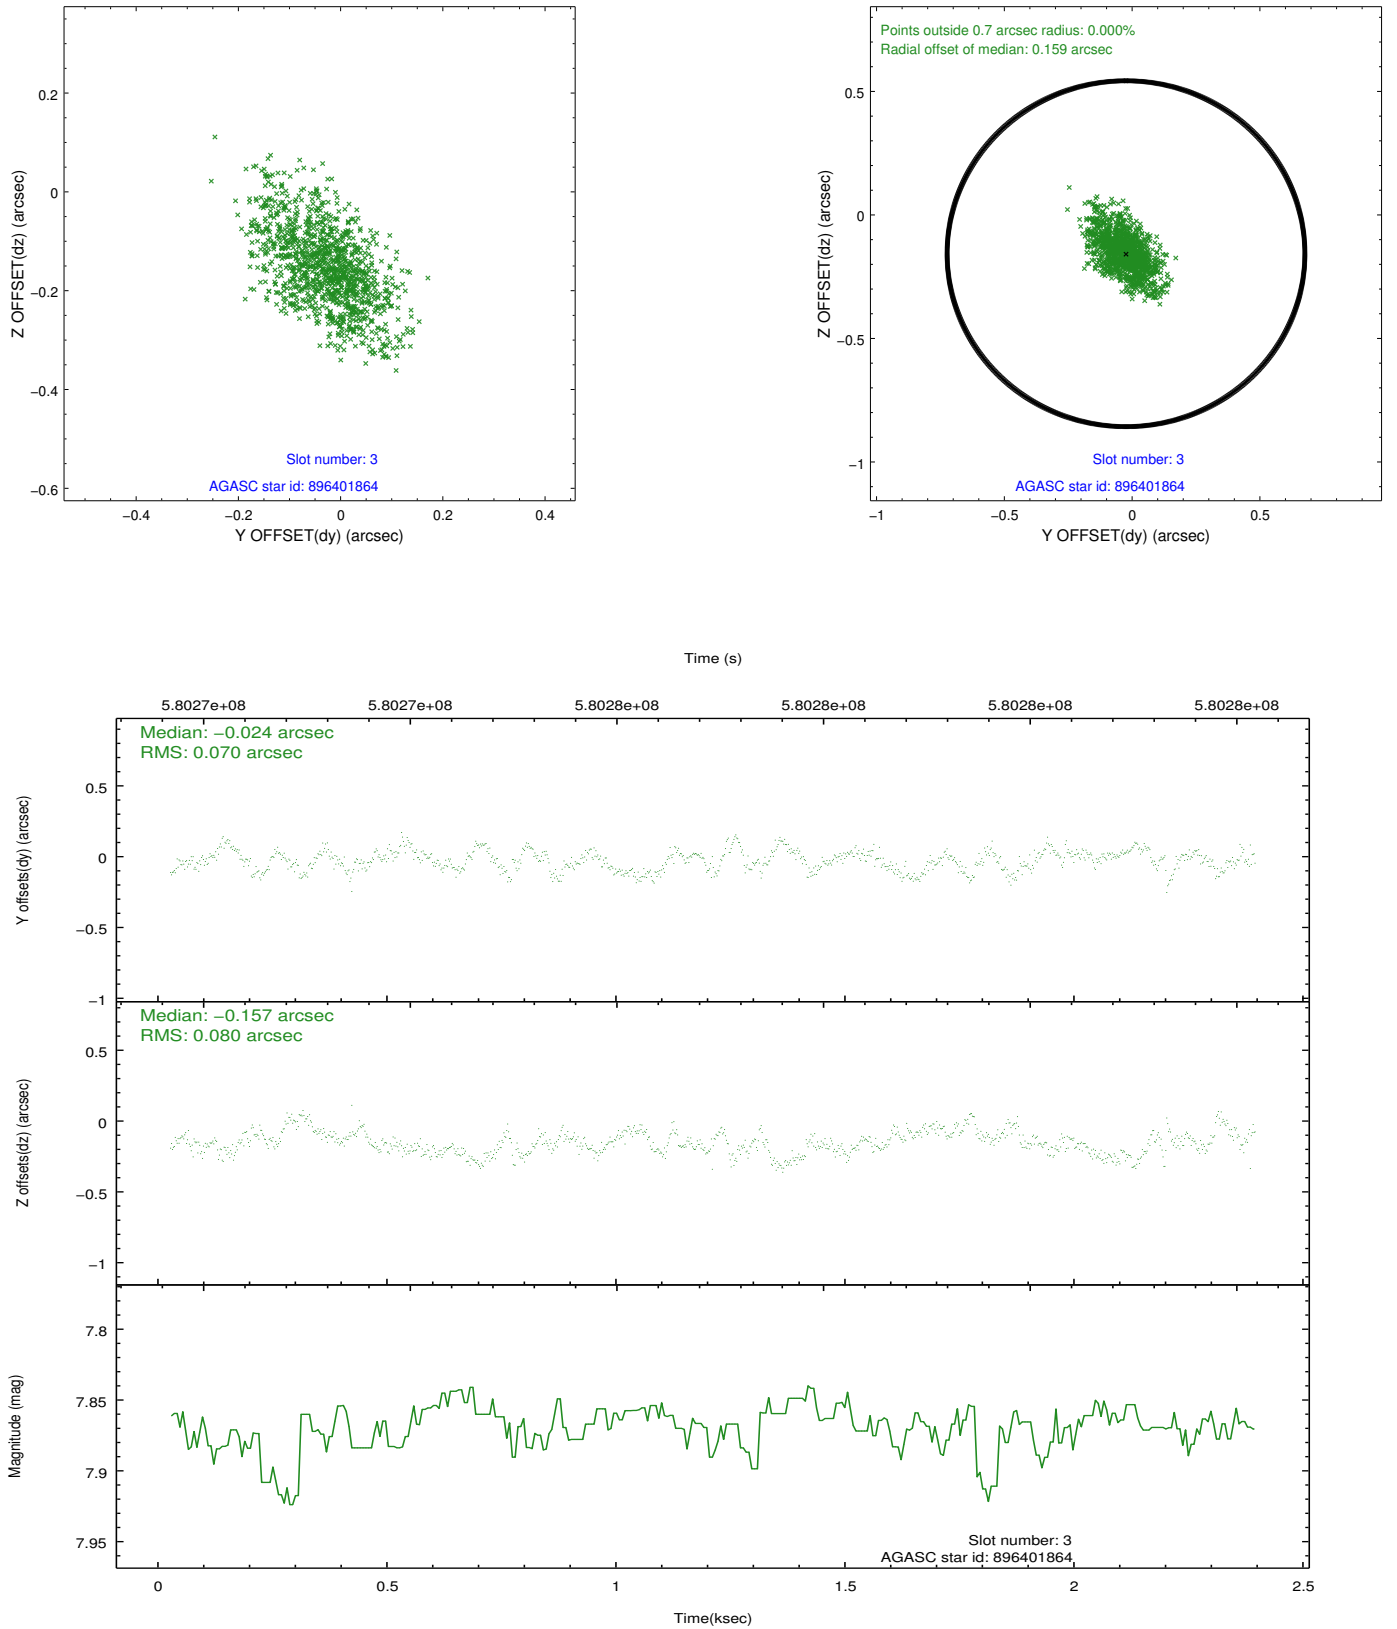 0.2
0
−0.2
−0.4
−0.6
Z OFFSET(dz) (arcsec)
Slot number: 3
AGASC star id: 896401864
−0.4
−0.2
0
0.2
0.4
Y OFFSET(dy) (arcsec)
Points outside 0.7 arcsec radius: 0.000%
Radial offset of median: 0.159 arcsec
0.5
0
−0.5
−1
Z OFFSET(dz) (arcsec)
Slot number: 3
AGASC star id: 896401864
−1
−0.5
0
0.5
Y OFFSET(dy) (arcsec)
Time (s)
5.8027e+08
5.8027e+08
5.8028e+08
5.8028e+08
5.8028e+08
5.8028e+08
Median: −0.024 arcsec
RMS: 0.070 arcsec
0.5
0
−0.5
−1
Y offsets(dy) (arcsec)
Median: −0.157 arcsec
RMS: 0.080 arcsec
0.5
0
−0.5
−1
Z offsets(dz) (arcsec)
7.8
7.85
7.9
7.95
Magnitude (mag)
Slot number: 3
AGASC star id: 896401864
0
0.5
1
1.5
2
2.5
Time(ksec)